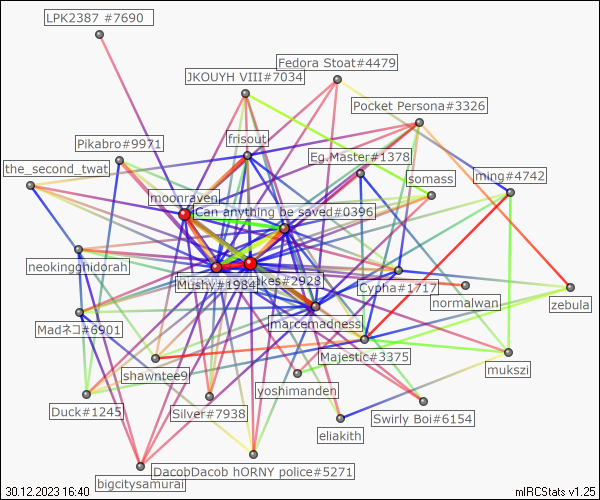 LPK2387 #7690
Fedora Stoat#4479
JKOUYH VIII#7034
Pocket Persona#3326
frisout
Pikabro#9971
Eg.Master#1378
the_second_twat
ming#4742
somass
moonraven
Can anything be saved#0396
neokingghidorah
Mushy#1984
kes#2928
Cypha#1717
normalwan
zebula
marcemadness
Madネコ#6901
Majestic#3375
mukszi
shawntee9
yoshimanden
Duck#1245
Silver#7938
Swirly Boi#6154
eliakith
DacobDacob hORNY police#5271
bigcitysamurai
30.12.2023 16:40
mIRCStats v1.25